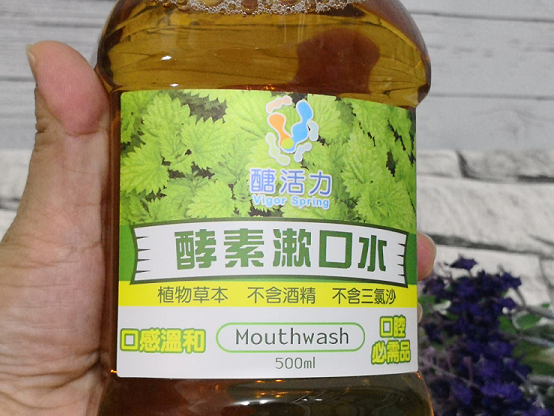 醣活力
Vigor Spring
酵素漱口水
植物草本 不含酒精 不含三氯沙
口感溫和
Mouthwash
500ml
口腔
必需品